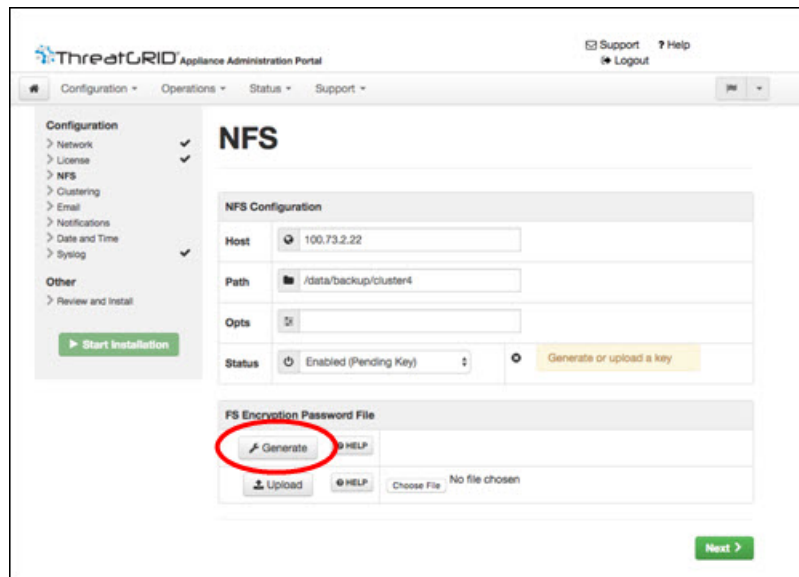 Support ? Help
ThreatGRID Appliance Administration Portal
Logout
Configuration Operations Status Support
Configuration
Network
License
NFS
Clustering
Email
Notifications
Date and Time
Syslog
Other
Review and Install
Start Installation
NFS
NFS Configuration
Host 100.73.2.22
Path /data/backup/cluster4
Opts
Status Enabled (Pending Key) Generate or upload a key
FS Encryption Password File
Generate HELP
Upload HELP Choose File No file chosen
Next